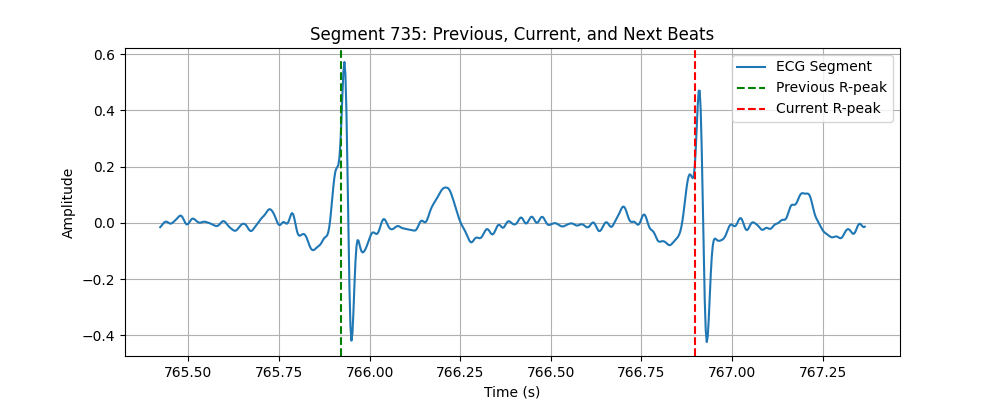 Segment 735: Previous, Current, and Next Beats
ECG Segment
Previous R-peak
Current R-peak
Amplitude
0.6
0.4
0.2
0.0
−0.2
−0.4
765.50 765.75 766.00 766.25 766.50 766.75 767.00 767.25
Time (s)